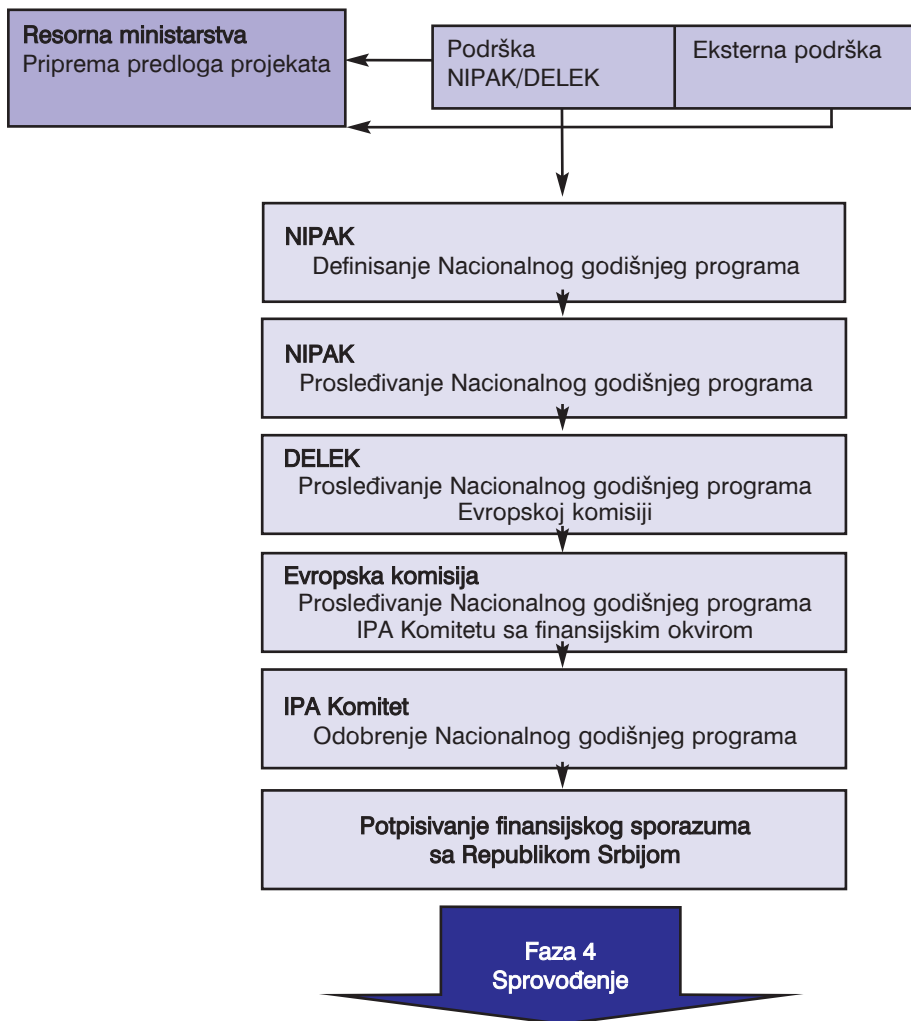 Resorna ministarstva
Priprema predloga projekata
Podrška
NIPAK/DELEK
Eksterna podrška
NIPAK
Definisanje Nacionalnog godišnjeg programa
NIPAK
Prosleđivanje Nacionalnog godišnjeg programa
DELEK
Prosleđivanje Nacionalnog godišnjeg programa
Evropskoj komisiji
Evropska komisija
Prosleđivanje Nacionalnog godišnjeg programa
IPA Komitetu sa finansijskim okvirom
IPA Komitet
Odobrenje Nacionalnog godišnjeg programa
Potpisivanje finansijskog sporazuma
sa Republikom Srbijom
Faza 4
Sprovođenje